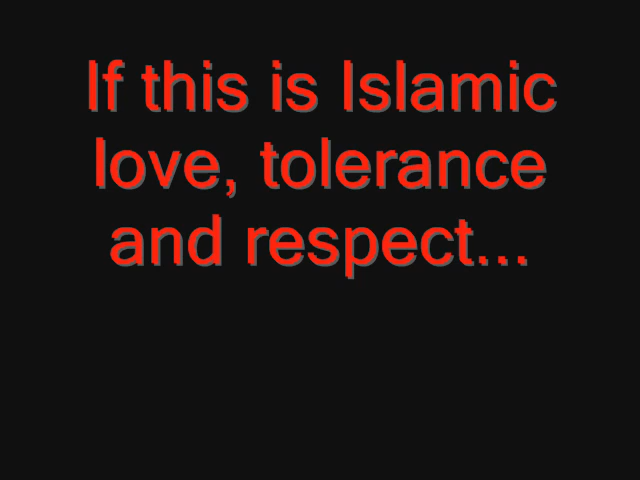 If this is Islamic
love, tolerance
and respect...